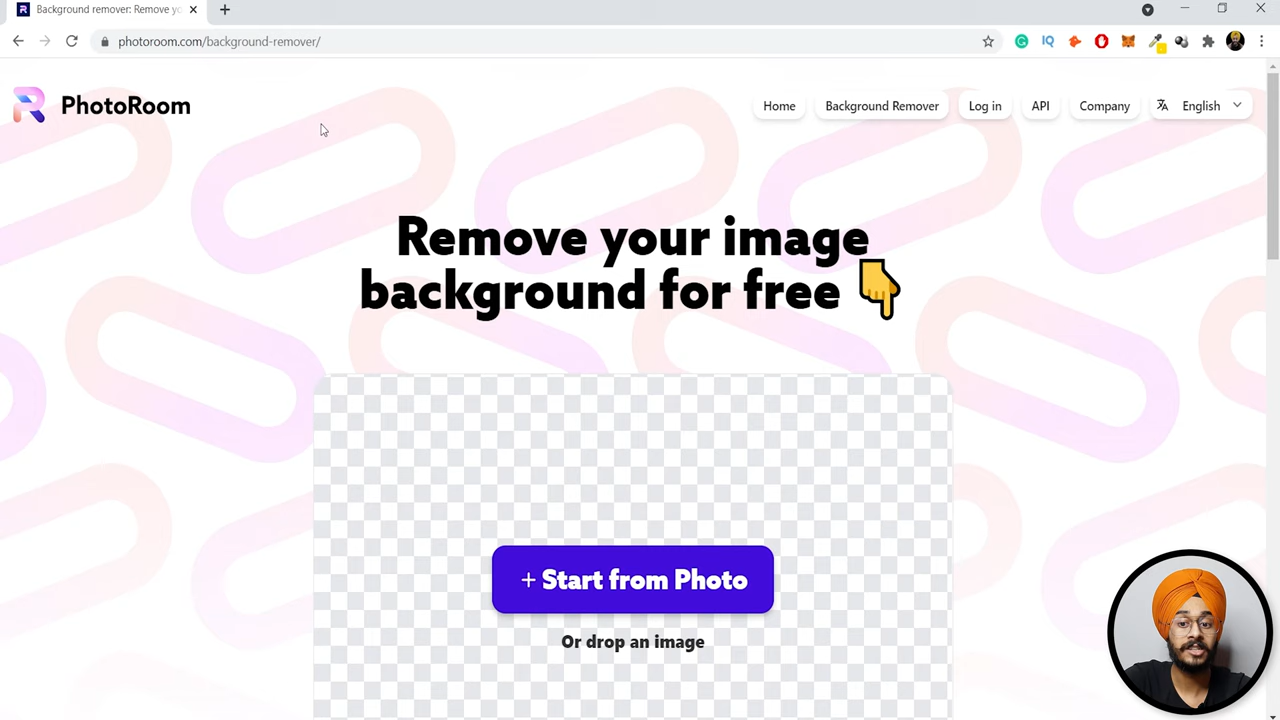 Background remover: Remove yo
photoroom.com/background-remover/
IQ
PhotoRoom
Home
Background Remover
Log in
API
Company
English
Remove your image
background for free 👇
+ Start from Photo
Or drop an image